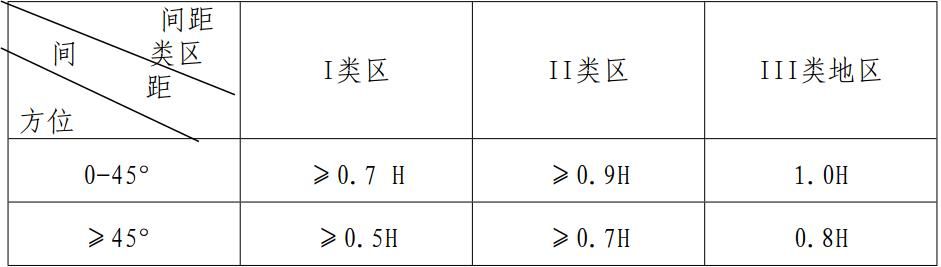 间距
类区
间
距
方位
I类区
II类区
III类地区
0-45°
≥0.7 H
≥0.9H
1.0H
≥45°
≥0.5H
≥0.7H
0.8H